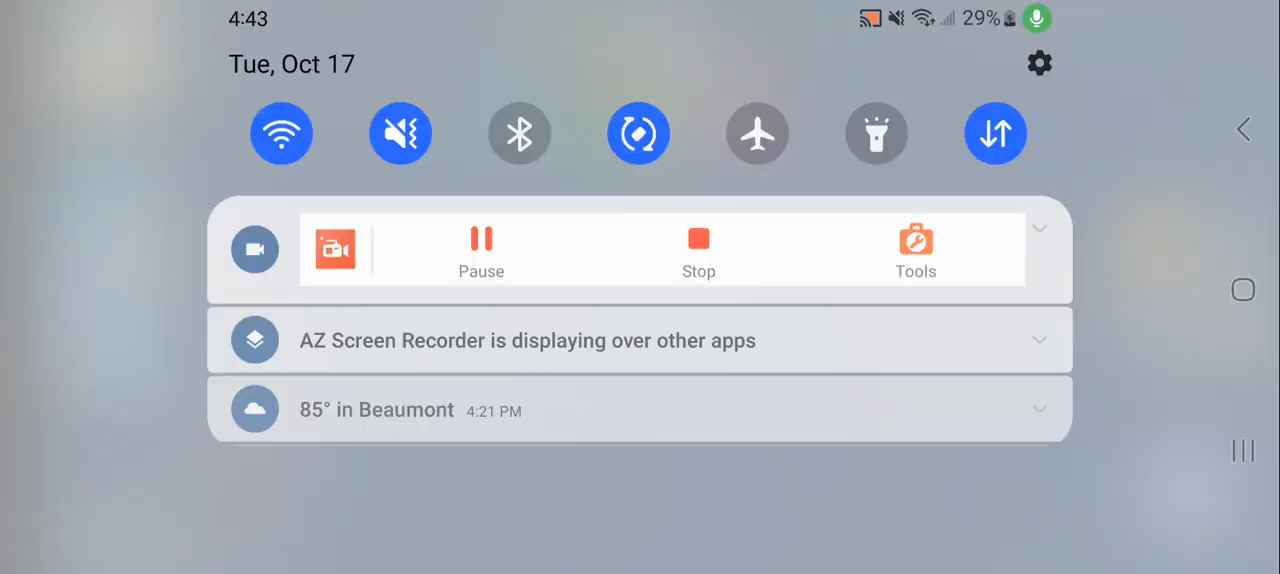 4:43
29%
Tue, Oct 17
Pause
Stop
Tools
AZ Screen Recorder is displaying over other apps
85° in Beaumont 4:21 PM